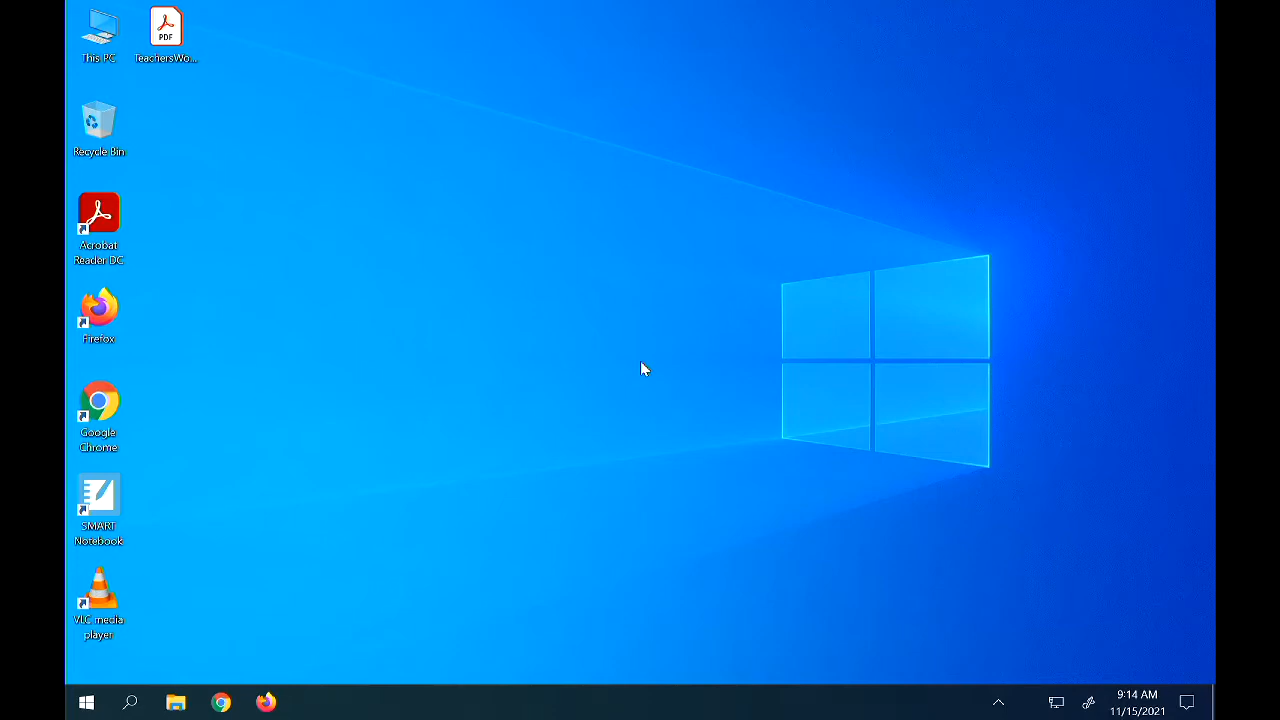 This PC
TeachersWo...
PDF
Recycle Bin
Acrobat
Reader DC
Firefox
Google
Chrome
SMART
Notebook
VLC media
player
9:14 AM
11/15/2021